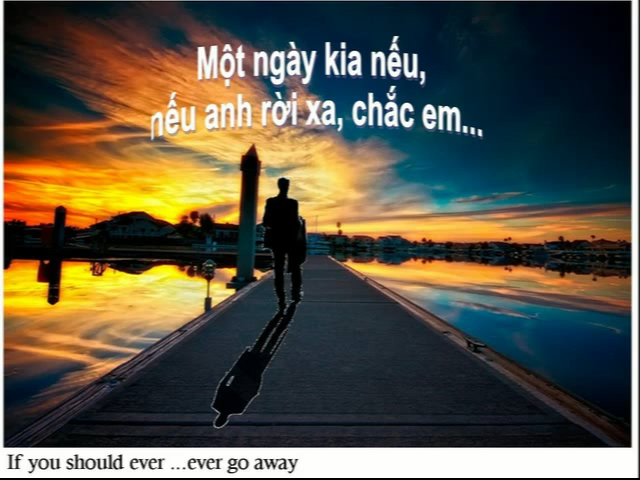 Một ngày kia nếu,
nếu anh rời xa, chắc em...
If you should ever ...ever go away